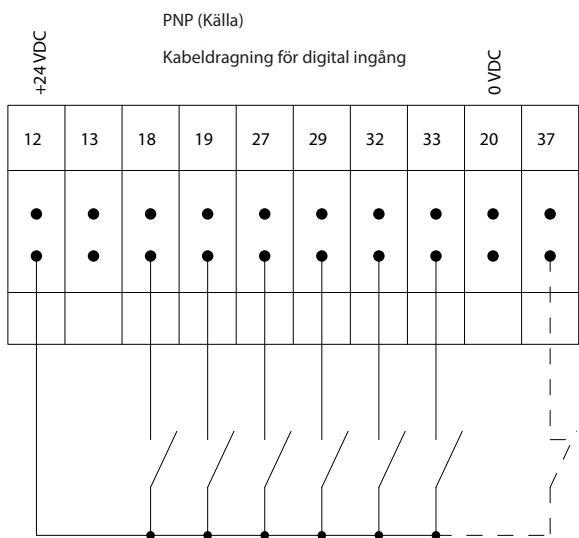 PNP (Källa)
Kabeldragning för digital ingång
+24 VDC
0 VDC
12 13 18 19 27 29 32 33 20 37